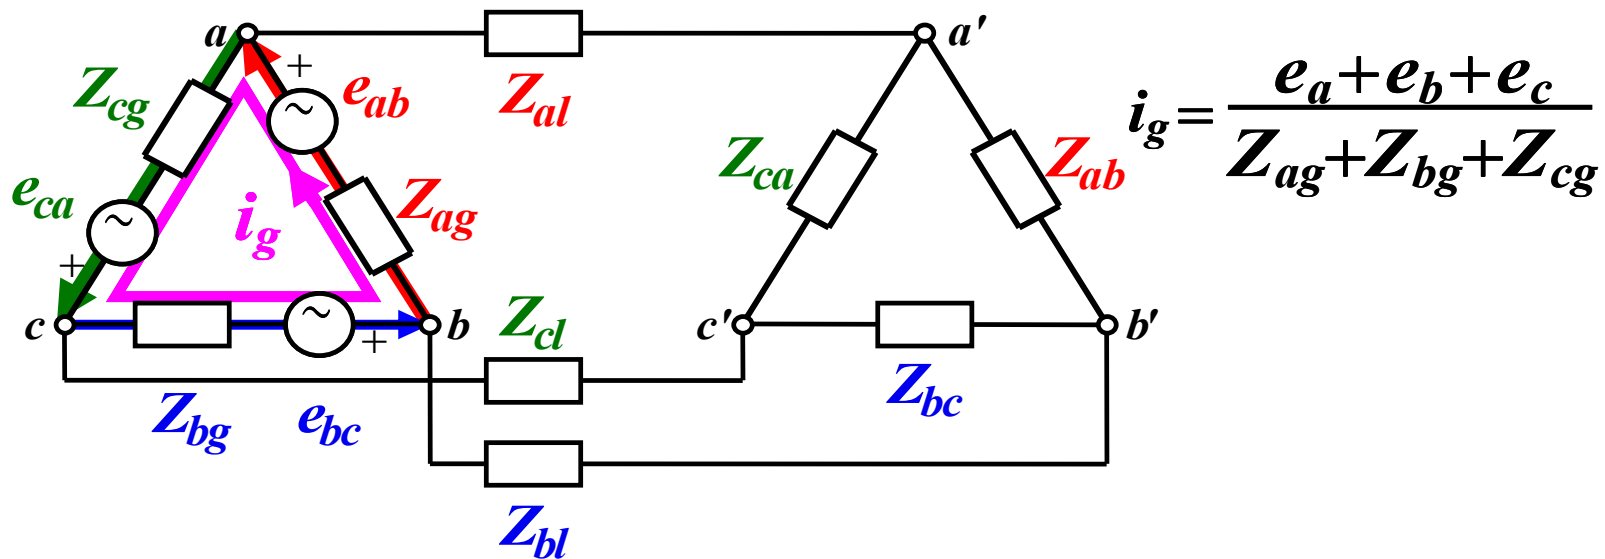 a
a'
+
Z_cg
e_ab
Z_al
i_g = (e_a+e_b+e_c)/(Z_ag+Z_bg+Z_cg)
~
Z_ca
Z_ab
e_ca
~
i_g
Z_ag
+
c
~
+
b
Z_cl
c'
b'
Z_bg
e_bc
Z_bc
Z_bl